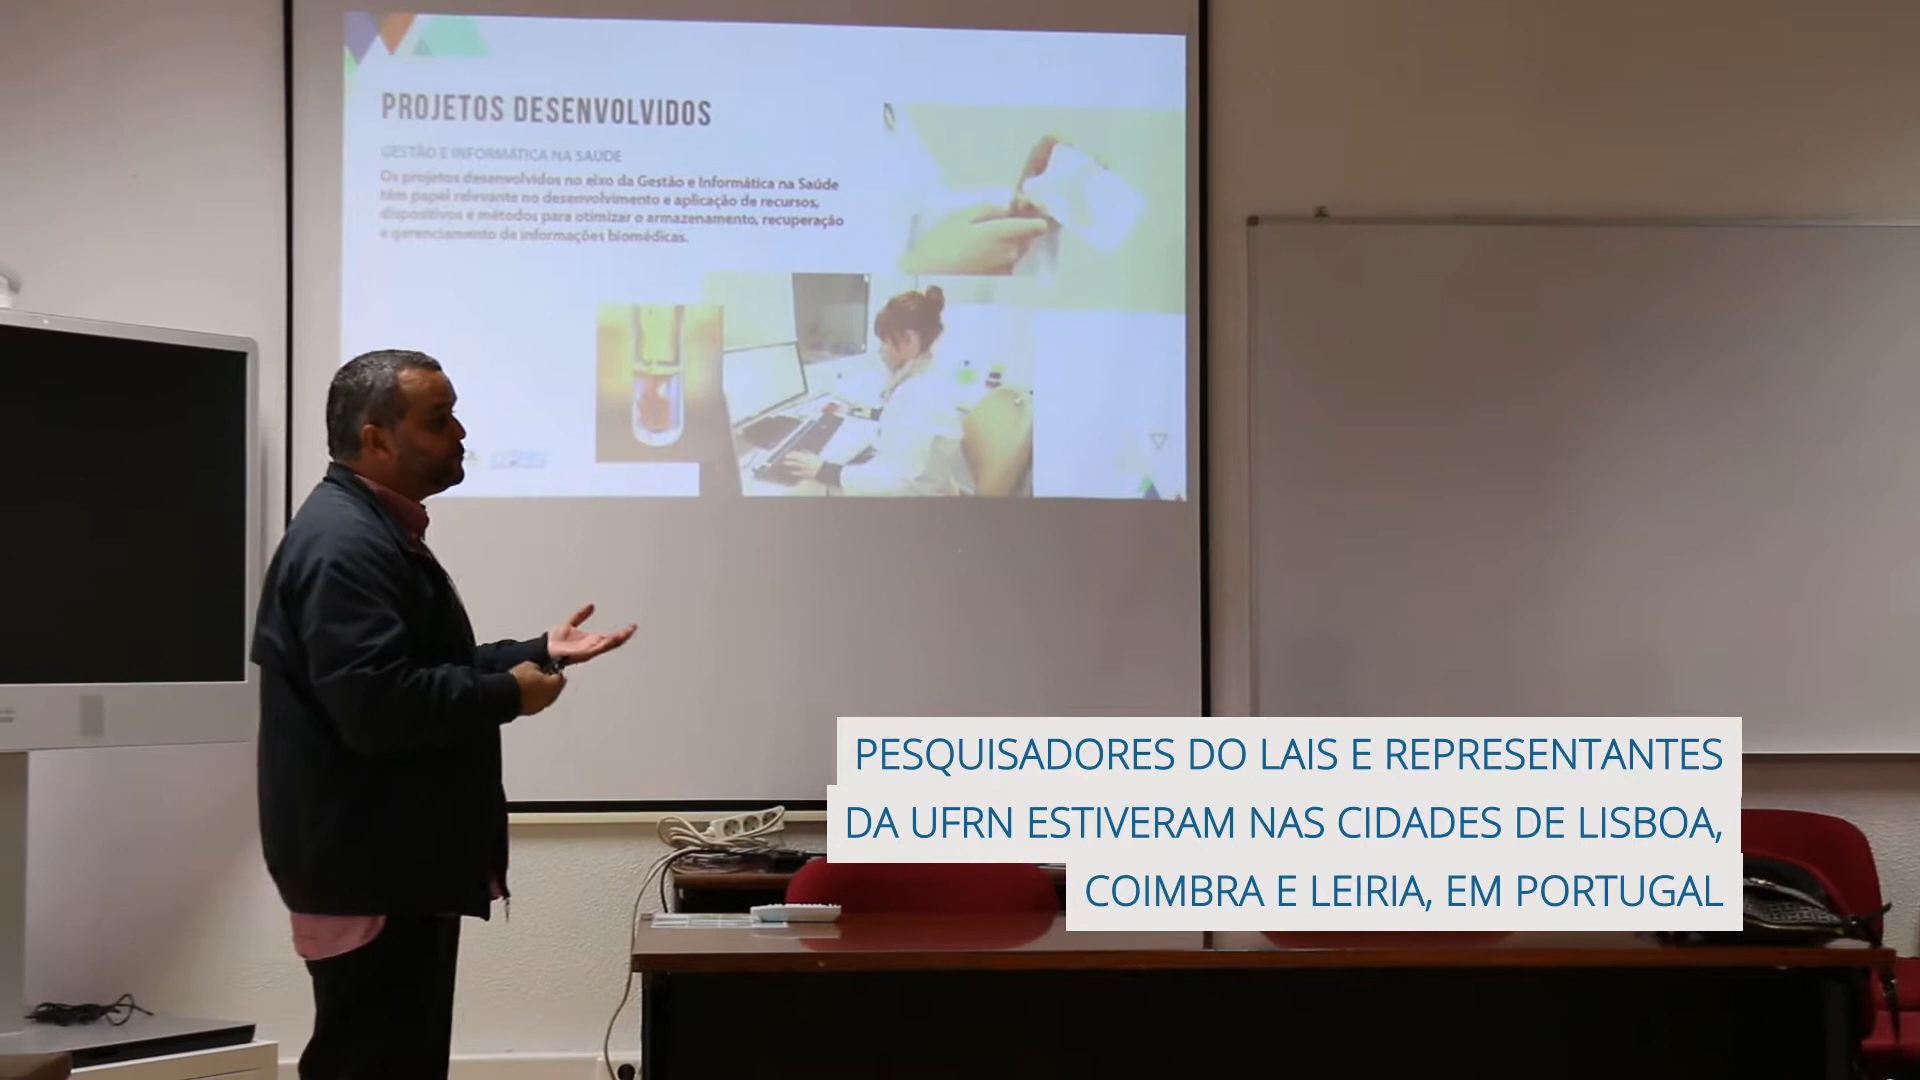 PROJETOS DESENVOLVIDOS
GESTÃO E INFORMÁTICA NA SAÚDE
Os projetos desenvolvidos no eixo da Gestão e Informática na Saúde
têm papel relevante no desenvolvimento e aplicação de recursos,
dispositivos e métodos para otimizar o armazenamento, recuperação
e gerenciamento de informações biomédicas.
PESQUISADORES DO LAIS E REPRESENTANTES
DA UFRN ESTIVERAM NAS CIDADES DE LISBOA,
COIMBRA E LEIRIA, EM PORTUGAL